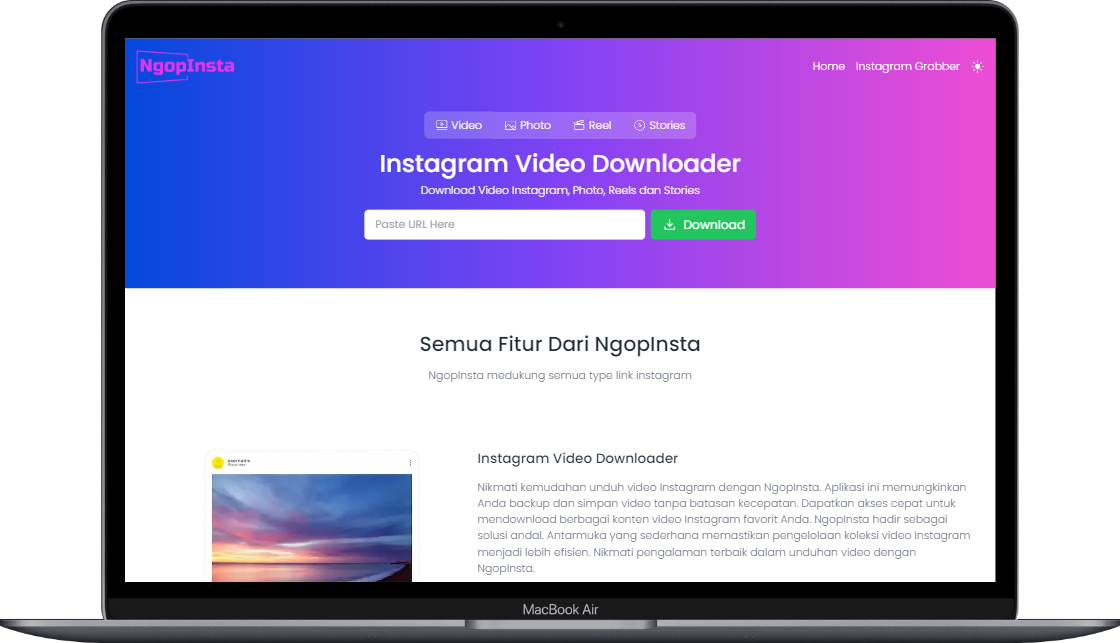 NgopInsta
Home Instagram Grabber
Video Photo Reel Stories
Instagram Video Downloader
Download Video Instagram, Photo, Reels dan Stories
Paste URL Here
Download
Semua Fitur Dari NgopInsta
NgopInsta medukung semua type link instagram
username
Instagram Video Downloader
Nikmati kemudahan unduh video Instagram dengan NgopInsta. Aplikasi ini memungkinkan
Anda backup dan simpan video tanpa batasan kecepatan. Dapatkan akses cepat untuk
mendownload berbagai konten video Instagram favorit Anda. NgopInsta hadir sebagai
solusi andal. Antarmuka yang sederhana memastikan pengelolaan koleksi video Instagram
menjadi lebih efisien. Nikmati pengalaman terbaik dalam unduhan video dengan
NgopInsta.
MacBook Air